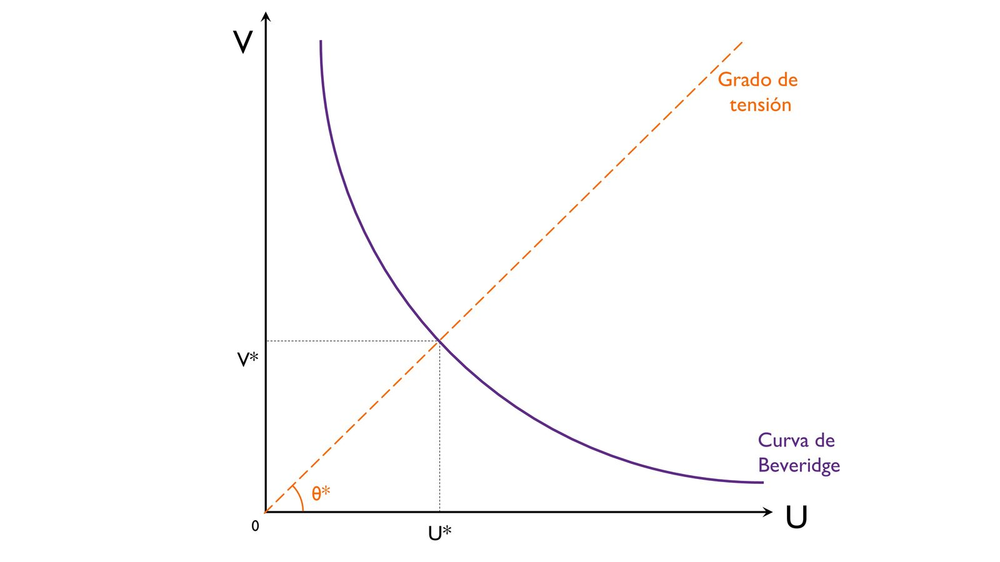 V
Grado de
tensión
V*
Curva de
Beveridge
θ*
0
U*
U